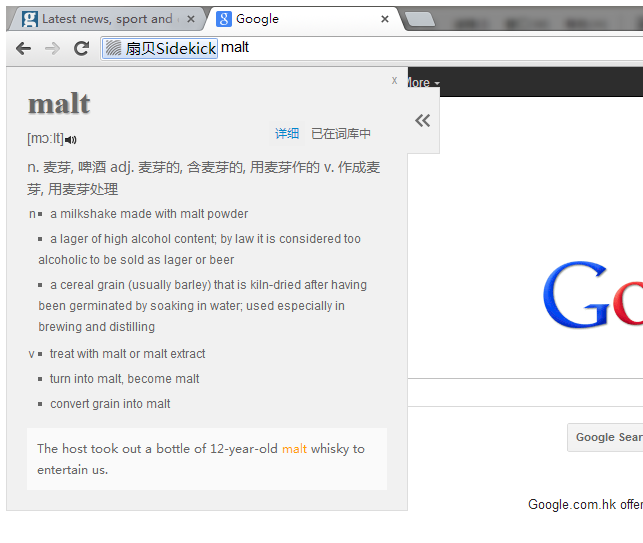 Latest news, sport and
Google
扇贝Sidekick malt
More
x
malt
[mɔ:lt]
详细 已在词库中
n. 麦芽, 啤酒 adj. 麦芽的, 含麦芽的, 用麦芽作的 v. 作成麦
芽, 用麦芽处理
n ▪ a milkshake made with malt powder
▪ a lager of high alcohol content; by law it is considered too
alcoholic to be sold as lager or beer
▪ a cereal grain (usually barley) that is kiln-dried after having
been germinated by soaking in water; used especially in
brewing and distilling
v ▪ treat with malt or malt extract
▪ turn into malt, become malt
▪ convert grain into malt
The host took out a bottle of 12-year-old malt whisky to
entertain us.
Go
Google Sear
Google.com.hk offer